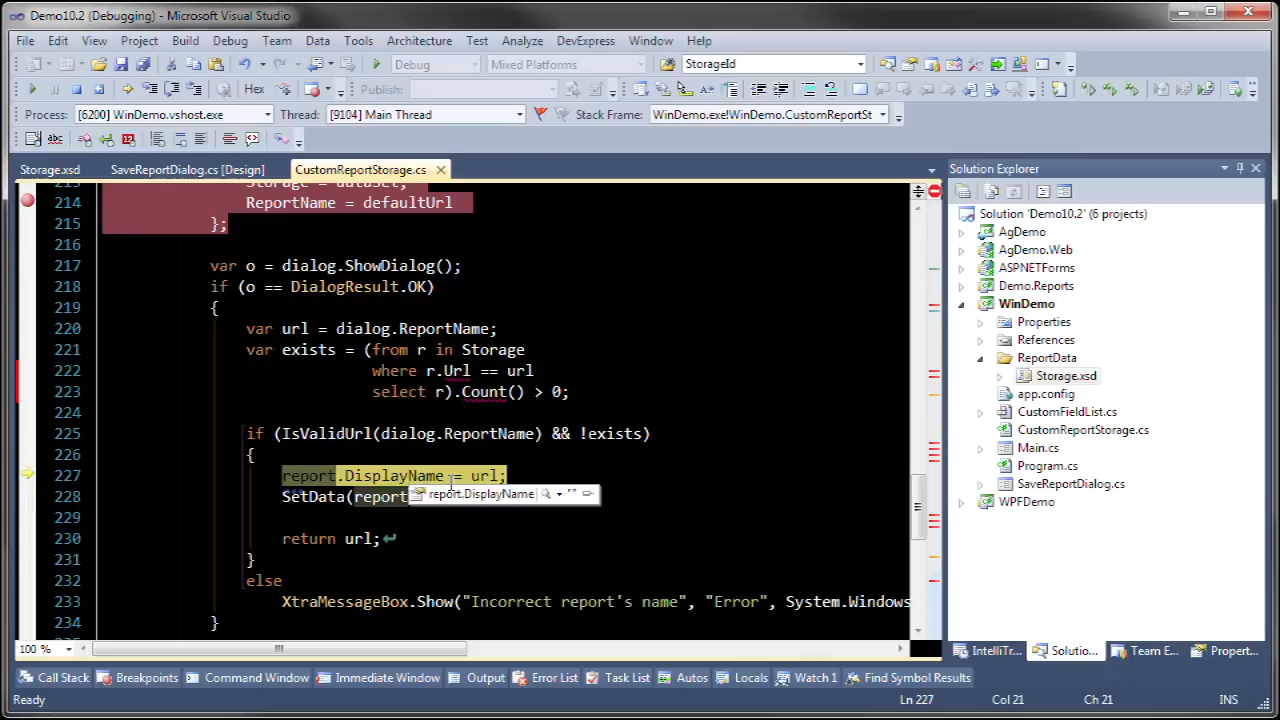 Demo10.2 (Debugging) - Microsoft Visual Studio
File Edit View Project Build Debug Team Data Tools Architecture Test Analyze DevExpress Window Help
Debug Mixed Platforms StorageId
Hex Publish:
Process: [6200] WinDemo.vshost.exe Thread: [9104] Main Thread Stack Frame: WinDemo.exe!WinDemo.CustomReportSt
Storage.xsd SaveReportDialog.cs [Design] CustomReportStorage.cs
Solution Explorer
213 Storage = dataSet,
214 ReportName = defaultUrl
215 };
216
217 var o = dialog.ShowDialog();
218 if (o == DialogResult.OK)
219 {
220 var url = dialog.ReportName;
221 var exists = (from r in Storage
222 where r.Url == url
223 select r).Count() > 0;
224
225 if (IsValidUrl(dialog.ReportName) && !exists)
226 {
227 report.DisplayName = url;
228 SetData(report
report.DisplayName ""
229
230 return url;
231 }
232 else
233 XtraMessageBox.Show("Incorrect report's name", "Error", System.Windows
234 }
Solution 'Demo10.2' (6 projects)
AgDemo
AgDemo.Web
ASPNETForms
Demo.Reports
WinDemo
Properties
References
ReportData
Storage.xsd
app.config
CustomFieldList.cs
CustomReportStorage.cs
Main.cs
Program.cs
SaveReportDialog.cs
WPFDemo
100 %
IntelliTr... Solutio... Team E... Propert...
Call Stack Breakpoints Command Window Immediate Window Output Error List Task List Autos Locals Watch 1 Find Symbol Results
Ready Ln 227 Col 21 Ch 21 INS